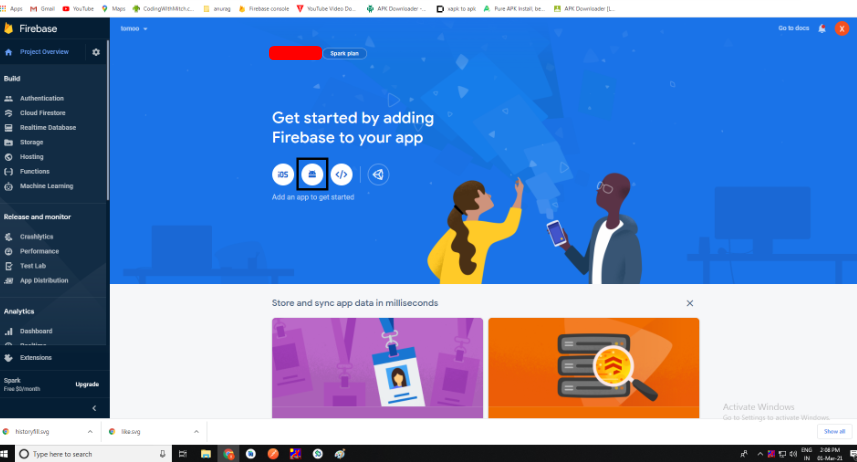 Apps
Gmail
YouTube
Maps
CodingWithMitch.c...
anurag
Firebase console
YouTube Video Do...
APK Downloader -...
xapk to apk
Pure APK Install, be...
APK Downloader [L...
Firebase
tomoo
Go to docs
X
Project Overview
Spark plan
Build
Authentication
Cloud Firestore
Realtime Database
Storage
Hosting
Functions
Machine Learning
Get started by adding
Firebase to your app
iOS
Add an app to get started
Release and monitor
Crashlytics
Performance
Test Lab
App Distribution
Analytics
Dashboard
Realtime
Extensions
Spark
Free $0/month
Upgrade
Store and sync app data in milliseconds
Activate Windows
Go to Settings to activate Windows.
historyfill.svg
like.svg
Show all
Type here to search
ENG
IN
2:08 PM
01-Mar-21